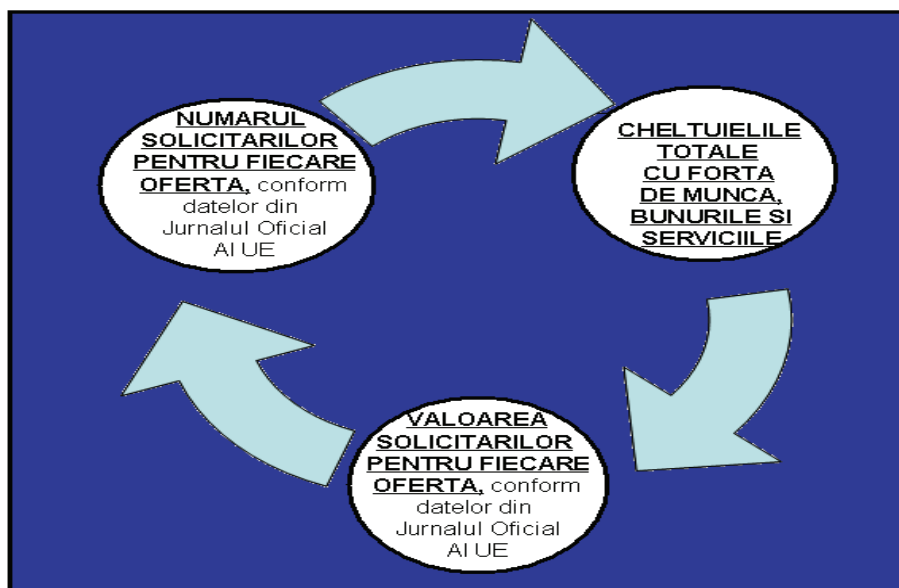 NUMARUL
SOLICITARILOR
PENTRU FIECARE
OFERTA, conform
datelor din
Jurnalul Oficial
Al UE
CHELTUIELILE
TOTALE
CU FORTA
DE MUNCA,
BUNURILE SI
SERVICIILE
VALOAREA
SOLICITARILOR
PENTRU FIECARE
OFERTA, conform
datelor din
Jurnalul Oficial
Al UE